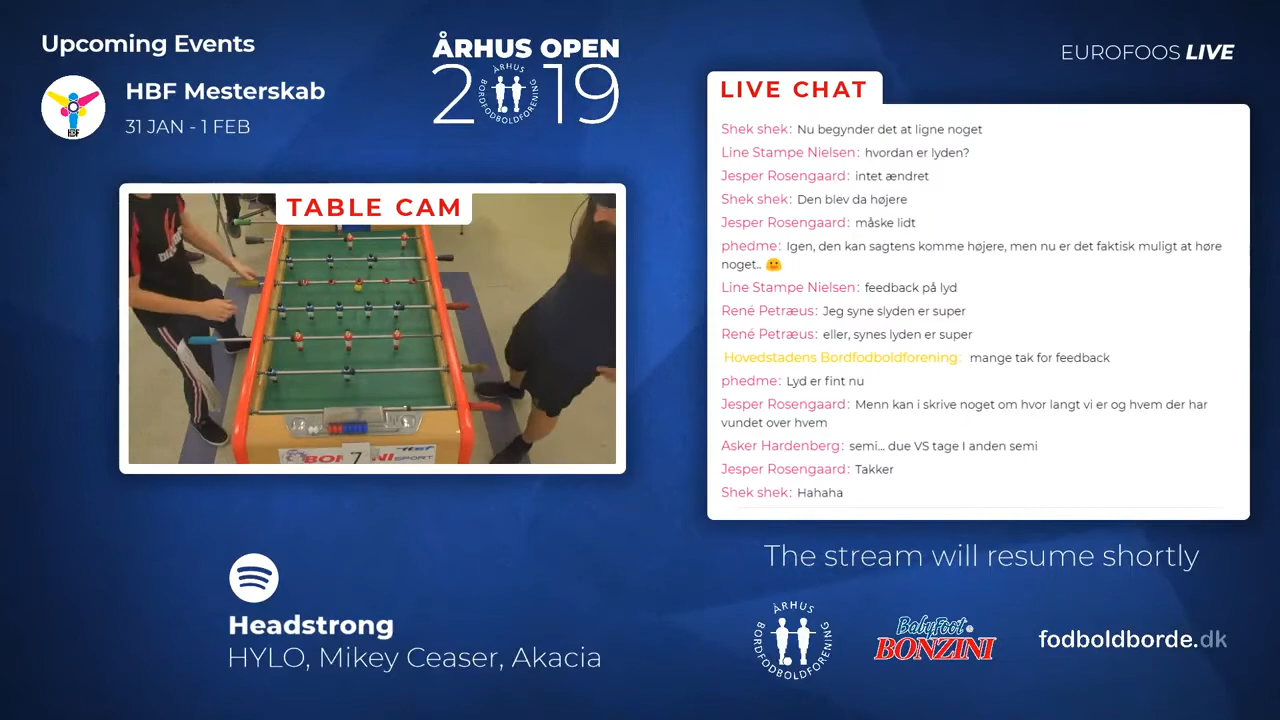 Upcoming Events
HBF Mesterskab
31 JAN - 1 FEB
HBF
ÅRHUS OPEN
2019
ÅRHUS
BORDFODBOLDFORENING
EUROFOOS LIVE
TABLE CAM
BONZINI SPORT
ITSF
7
LIVE CHAT
Shek shek: Nu begynder det at ligne noget
Line Stampe Nielsen: hvordan er lyden?
Jesper Rosengaard: intet ændret
Shek shek: Den blev da højere
Jesper Rosengaard: måske lidt
phedme: Igen, den kan sagtens komme højere, men nu er det faktisk muligt at høre
noget.. 😀
Line Stampe Nielsen: feedback på lyd
René Petræus: Jeg syne slyden er super
René Petræus: eller, synes lyden er super
Hovedstadens Bordfodboldforening: mange tak for feedback
phedme: Lyd er fint nu
Jesper Rosengaard: Menn kan i skrive noget om hvor langt vi er og hvem der har
vundet over hvem
Asker Hardenberg: semi... due VS tage I anden semi
Jesper Rosengaard: Takker
Shek shek: Hahaha
The stream will resume shortly
Headstrong
HYLO, Mikey Ceaser, Akacia
ÅRHUS
BORDFODBOLDFORENING
BabyFoot
BONZINI
fodboldborde.dk